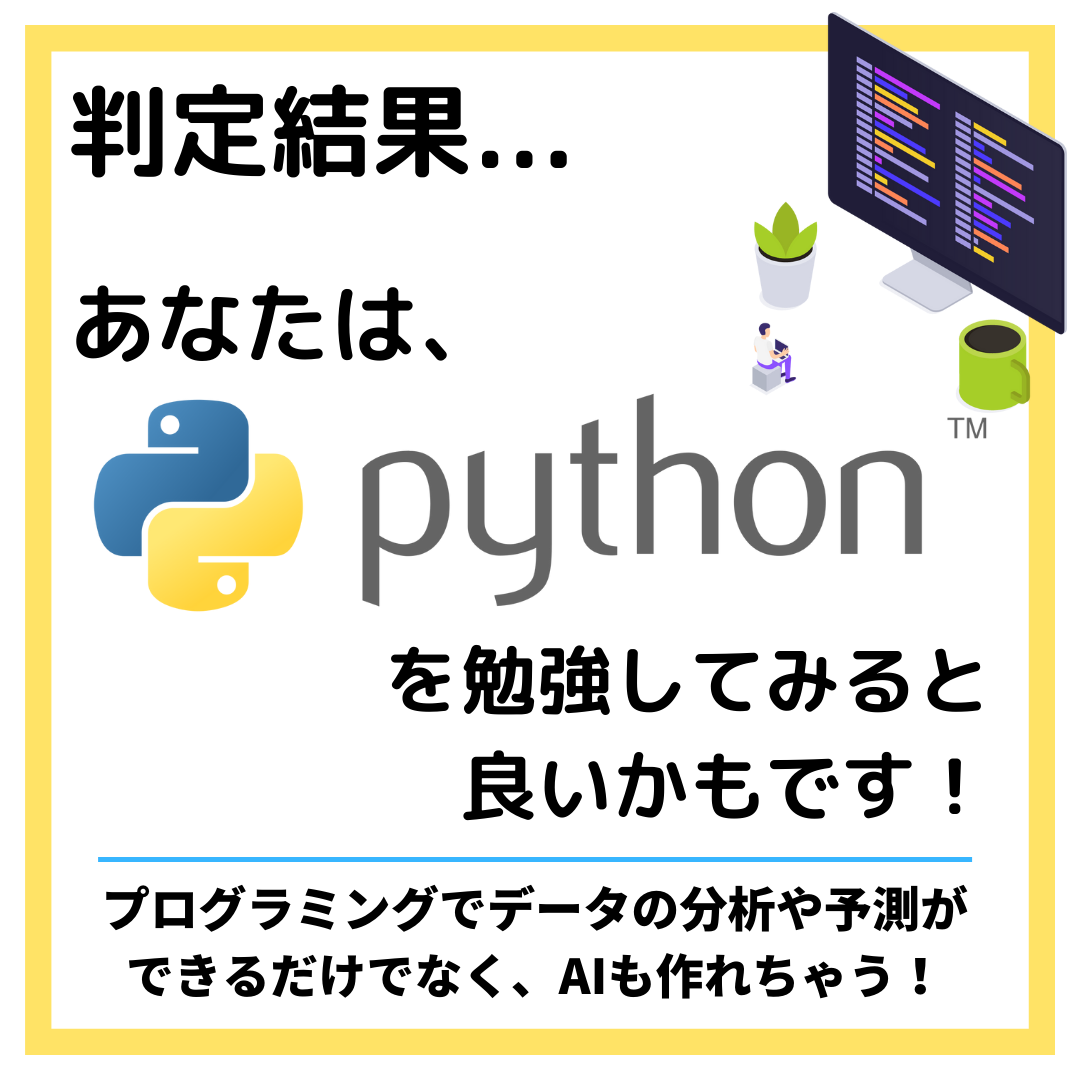 判定結果...
あなたは、
python
TM
を勉強してみると
良いかもです！
プログラミングでデータの分析や予測が
できるだけでなく、AIも作れちゃう！